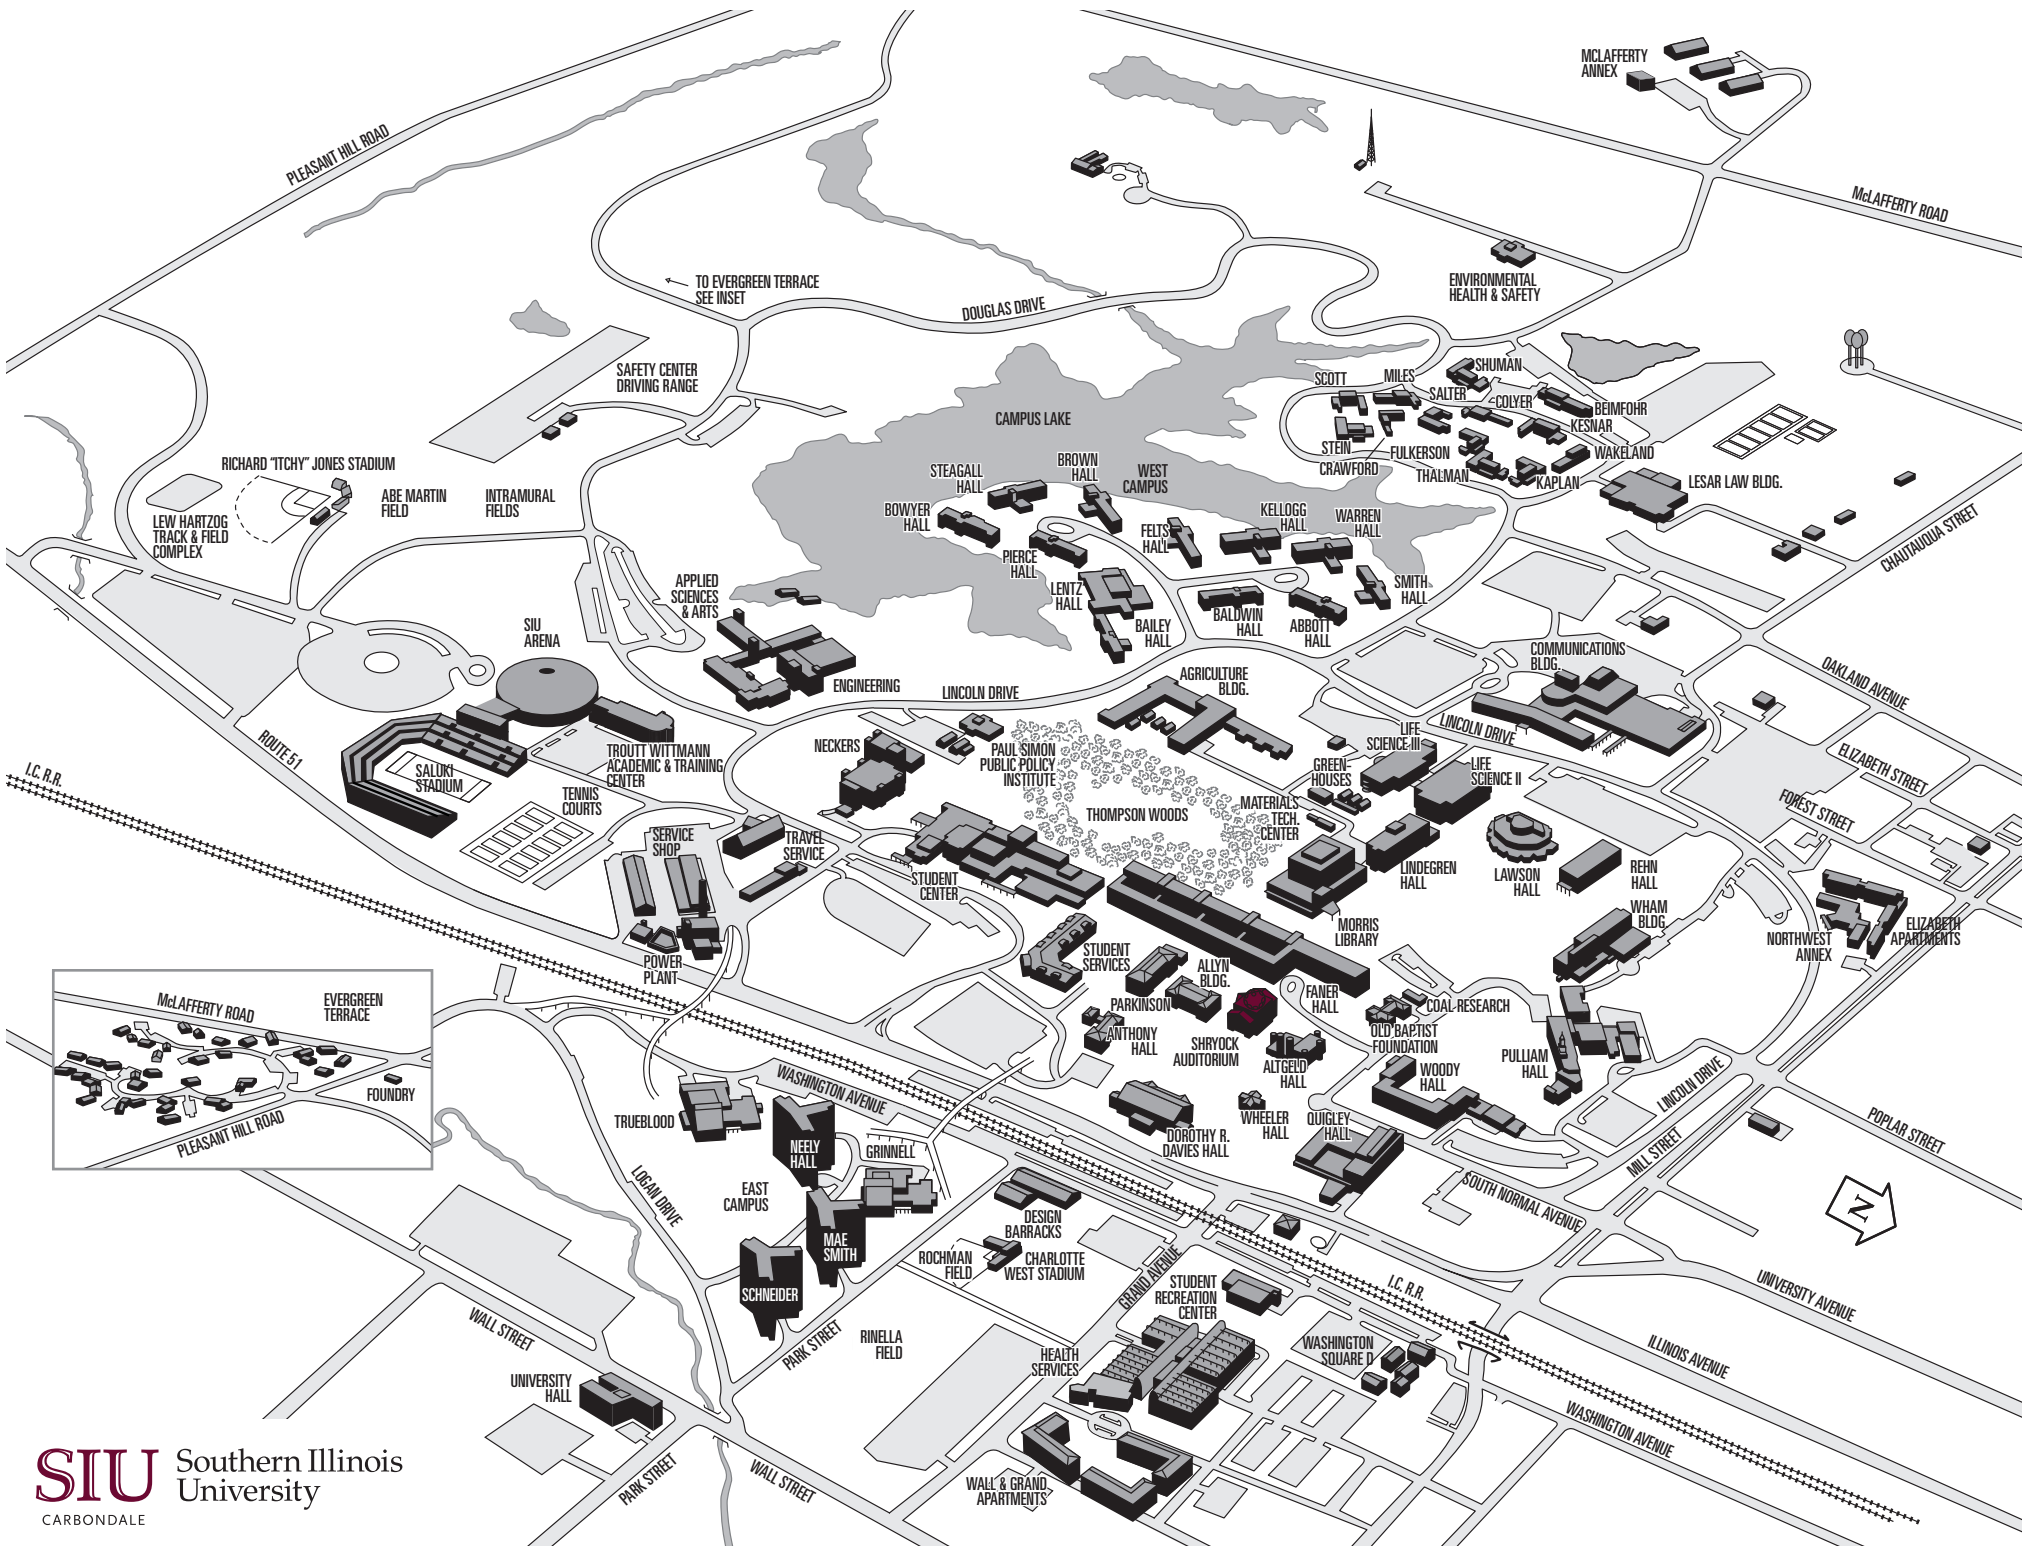 MCLAFFERTY
ANNEX
PLEASANT HILL ROAD
McLAFFERTY ROAD
TO EVERGREEN TERRACE
SEE INSET
ENVIRONMENTAL
HEALTH & SAFETY
DOUGLAS DRIVE
SAFETY CENTER
DRIVING RANGE
CAMPUS LAKE
SHUMAN
SCOTT
MILES
SALTER
COLYER
BEIMFOHR
KESNAR
STEIN
CRAWFORD
FULKERSON
WAKELAND
THALMAN
KAPLAN
LESAR LAW BLDG.
RICHARD “ITCHY” JONES STADIUM
ABE MARTIN
FIELD
INTRAMURAL
FIELDS
LEW HARTZOG
TRACK & FIELD
COMPLEX
STEAGALL
HALL
BROWN
HALL
WEST
CAMPUS
BOWYER
HALL
PIERCE
HALL
FELTS
HALL
KELLOGG
HALL
WARREN
HALL
LENTZ
HALL
SMITH
HALL
BALDWIN
HALL
ABBOTT
HALL
BAILEY
HALL
CHAUTAUQUA STREET
APPLIED
SCIENCES
& ARTS
SIU
ARENA
ENGINEERING
LINCOLN DRIVE
AGRICULTURE
BLDG.
COMMUNICATIONS
BLDG.
OAKLAND AVENUE
LINCOLN DRIVE
ELIZABETH STREET
FOREST STREET
ROUTE 51
I.C. R.R.
SALUKI
STADIUM
TROUTT WITTMANN
ACADEMIC & TRAINING
CENTER
TENNIS
COURTS
NECKERS
PAUL SIMON
PUBLIC POLICY
INSTITUTE
THOMPSON WOODS
LIFE
SCIENCE III
LIFE
SCIENCE II
GREEN-
HOUSES
MATERIALS
TECH.
CENTER
SERVICE
SHOP
TRAVEL
SERVICE
STUDENT
CENTER
LINDEGREN
HALL
LAWSON
HALL
REHN
HALL
MORRIS
LIBRARY
WHAM
BLDG.
NORTHWEST
ANNEX
ELIZABETH
APARTMENTS
POWER
PLANT
STUDENT
SERVICES
PARKINSON
ALLYN
BLDG.
FANER
HALL
COAL RESEARCH
OLD BAPTIST
FOUNDATION
ANTHONY
HALL
SHRYOCK
AUDITORIUM
ALTGELD
HALL
WOODY
HALL
PULLIAM
HALL
LINCOLN DRIVE
McLAFFERTY ROAD
EVERGREEN
TERRACE
FOUNDRY
PLEASANT HILL ROAD
WASHINGTON AVENUE
TRUEBLOOD
NEELY
HALL
GRINNELL
DOROTHY R.
DAVIES HALL
WHEELER
HALL
QUIGLEY
HALL
MILL STREET
POPLAR STREET
SOUTH NORMAL AVENUE
N
LOGAN DRIVE
EAST
CAMPUS
MAE
SMITH
SCHNEIDER
DESIGN
BARRACKS
ROCHMAN
FIELD
CHARLOTTE
WEST STADIUM
GRAND AVENUE
STUDENT
RECREATION
CENTER
I.C. R.R.
UNIVERSITY AVENUE
ILLINOIS AVENUE
WALL STREET
PARK STREET
RINELLA
FIELD
HEALTH
SERVICES
WASHINGTON
SQUARE D
UNIVERSITY
HALL
WASHINGTON AVENUE
PARK STREET
WALL STREET
WALL & GRAND
APARTMENTS
SIU Southern Illinois
University
CARBONDALE